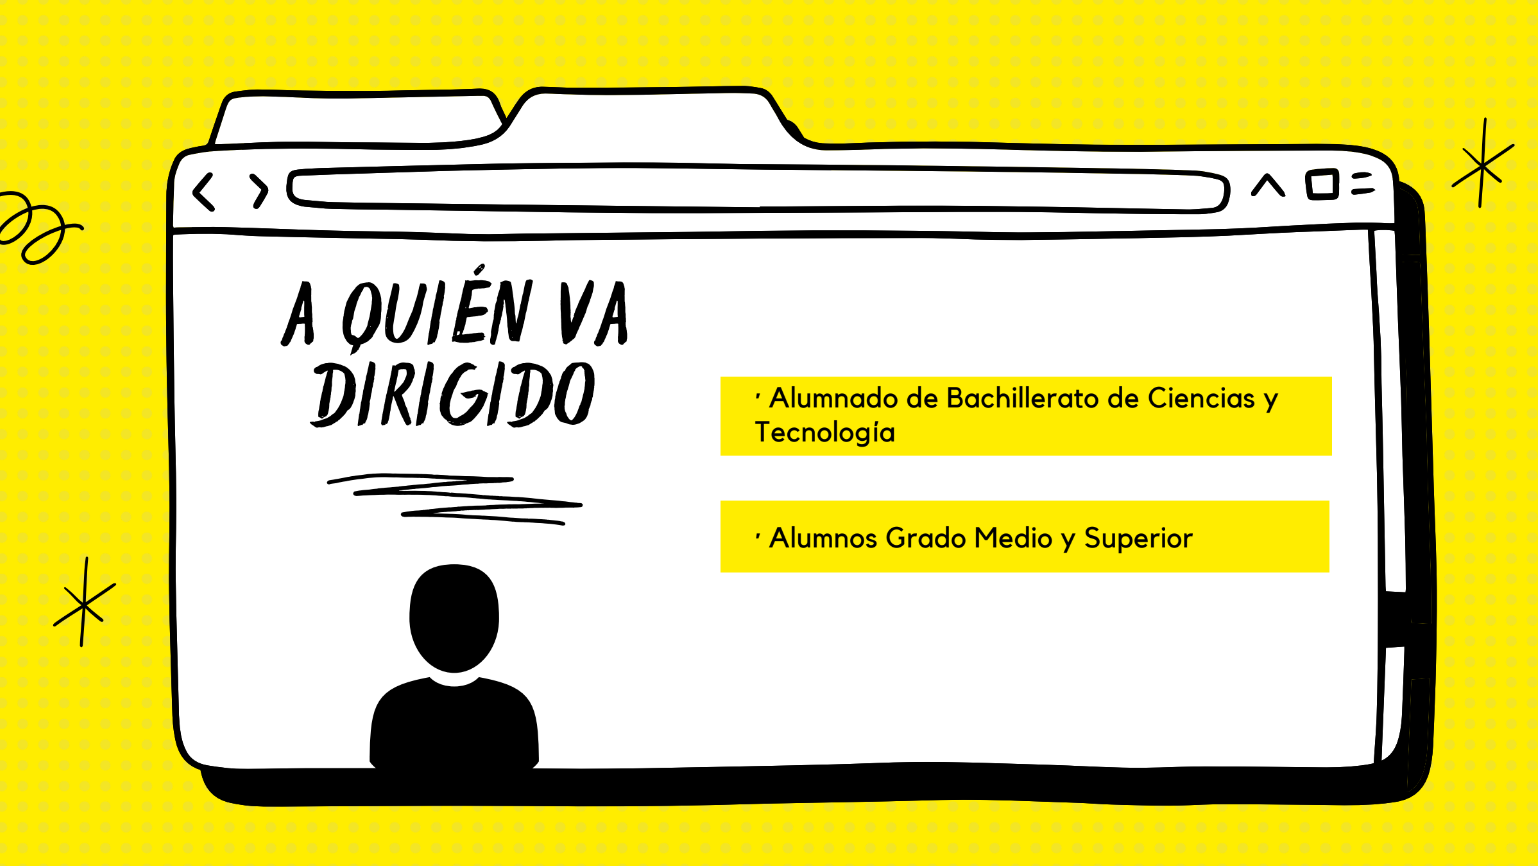 A QUIÉN VA
DIRIGIDO
· Alumnado de Bachillerato de Ciencias y
Tecnología
· Alumnos Grado Medio y Superior